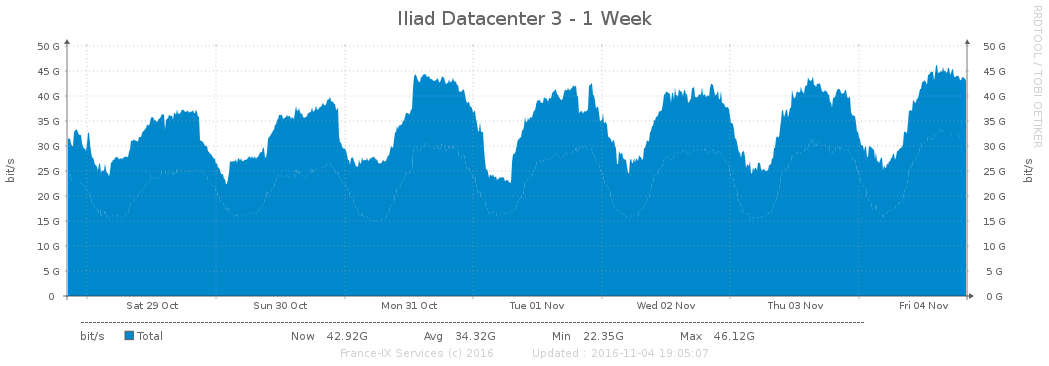 Iliad Datacenter 3 - 1 Week
RRDTOOL / TOBI OETIKER
bit/s
50 G
45 G
40 G
35 G
30 G
25 G
20 G
15 G
10 G
5 G
0
50 G
45 G
40 G
35 G
30 G
25 G
20 G
15 G
10 G
5 G
0 G
bit/s
Sat 29 Oct Sun 30 Oct Mon 31 Oct Tue 01 Nov Wed 02 Nov Thu 03 Nov Fri 04 Nov
bit/s Total Now 42.92G Avg 34.32G Min 22.35G Max 46.12G
France-IX Services (c) 2016 Updated : 2016-11-04 19:05:07